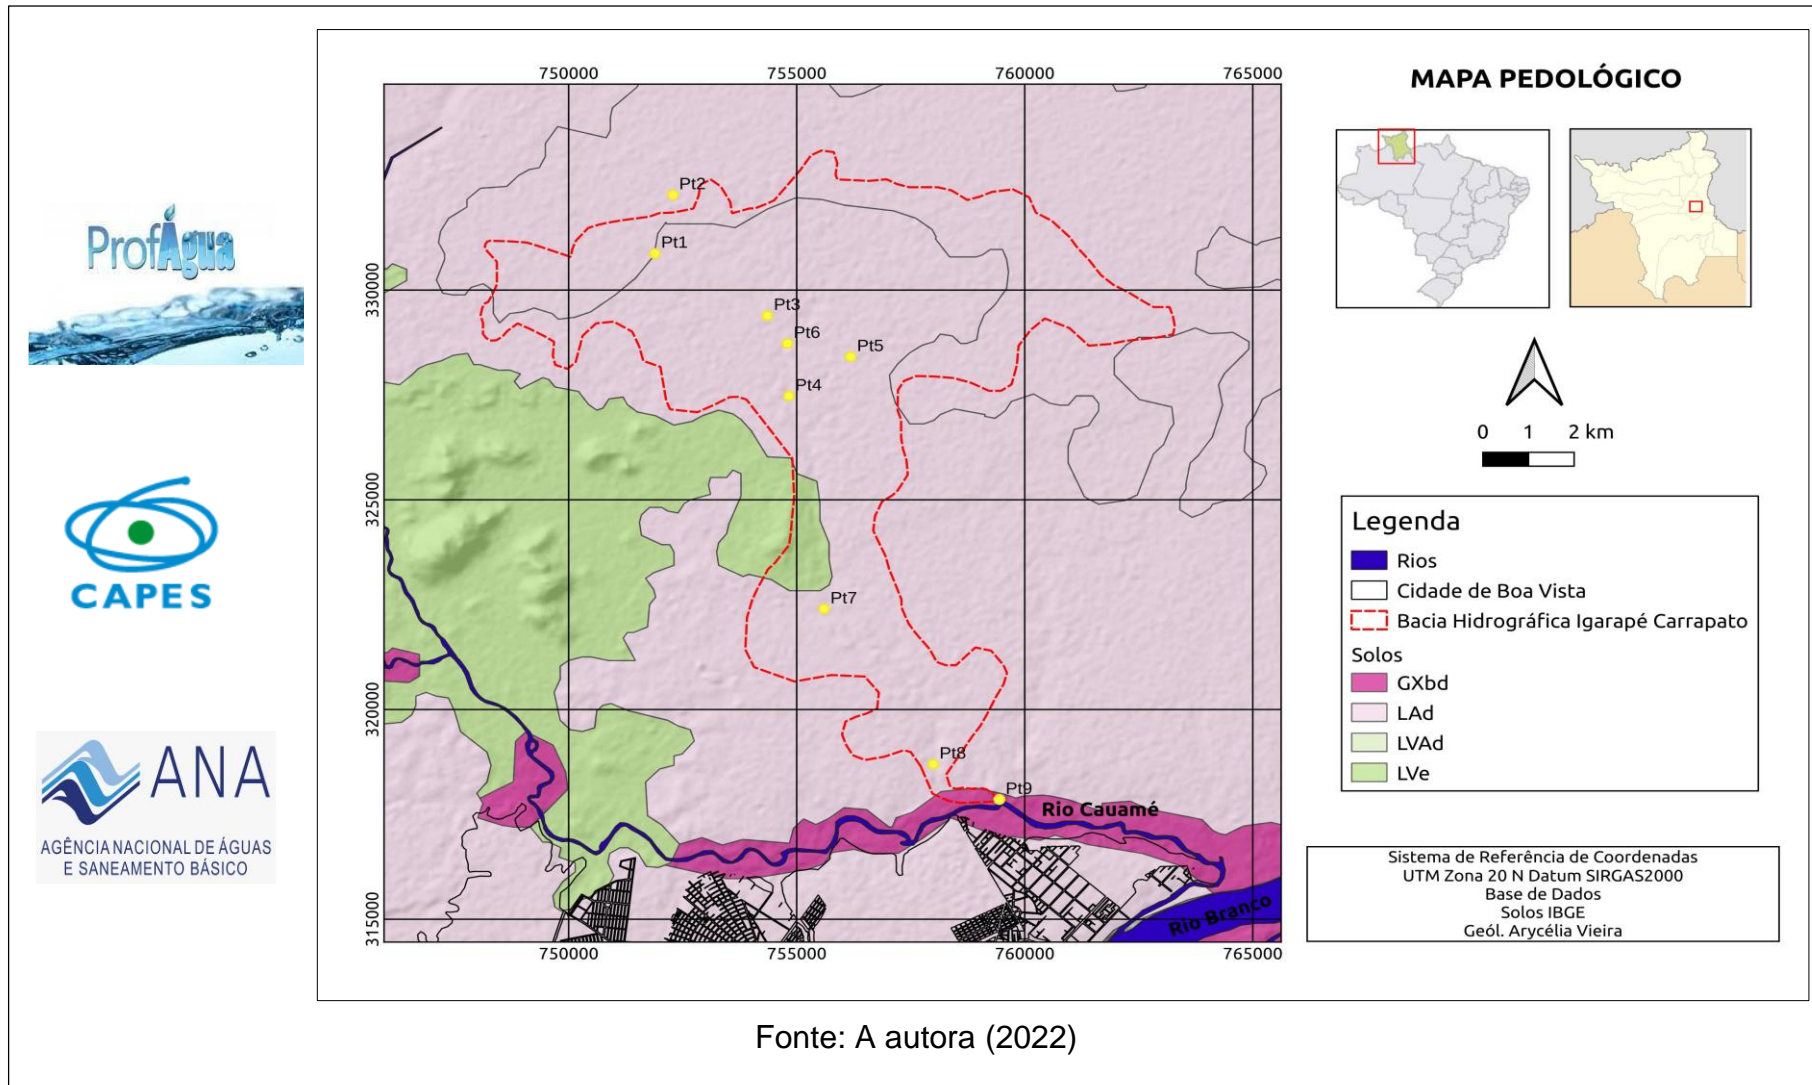 ProfÁgua
CAPES
ANA
AGÊNCIA NACIONAL DE ÁGUAS
E SANEAMENTO BÁSICO
750000
755000
760000
765000
330000
325000
320000
315000
Pt2
Pt1
Pt3
Pt6
Pt5
Pt4
Pt7
Pt8
Pt9
Rio Cauamé
Rio Branco
750000
755000
760000
765000
MAPA PEDOLÓGICO
0 1 2 km
Legenda
Rios
Cidade de Boa Vista
Bacia Hidrográfica Igarapé Carrapato
Solos
GXbd
LAd
LVAd
LVe
Sistema de Referência de Coordenadas
UTM Zona 20 N Datum SIRGAS2000
Base de Dados
Solos IBGE
Geól. Arycélia Vieira
Fonte: A autora (2022)